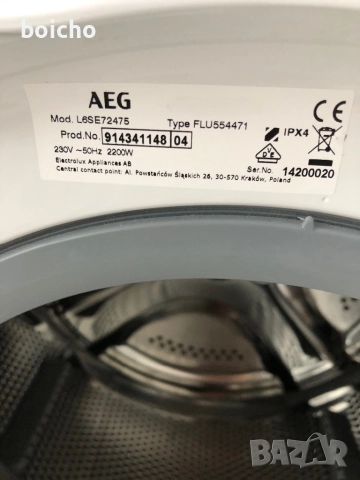 boicho
AEG
Mod. L6SE72475 Type FLU554471
Prod.No. 914341148 04
230V ~ 50Hz 2200W
IPX4
VDE
Electrolux Appliances AB
Central contact point: Al. Powstańców Śląskich 26, 30-570 Kraków, Poland
Ser.No. 14200020
BAZAR